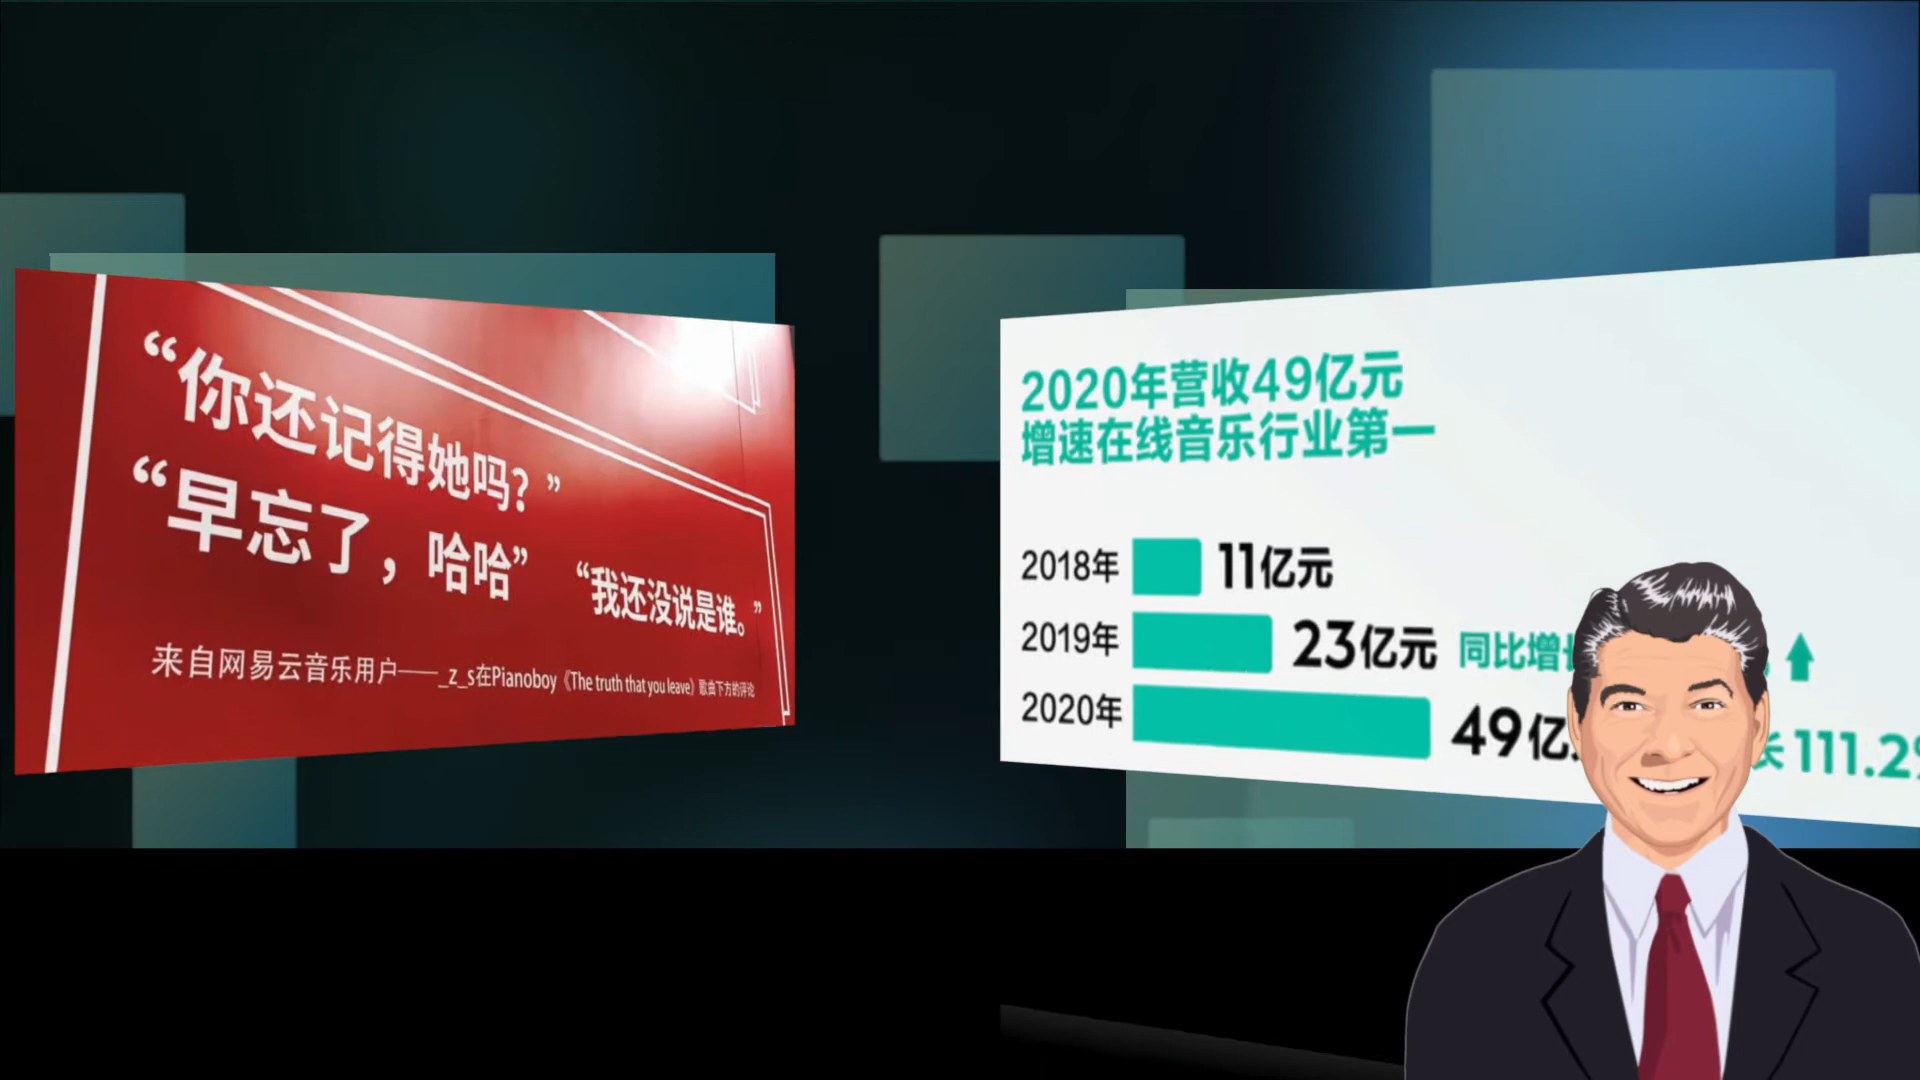 “你还记得她吗？”
“早忘了，哈哈”
“我还没说是谁。”
来自网易云音乐用户——_z_s在Pianoboy《The truth that you leave》歌曲下方的评论
2020年营收49亿元
增速在线音乐行业第一
2018年 11亿元
2019年 23亿元 同比增
2020年 49亿 长111.2